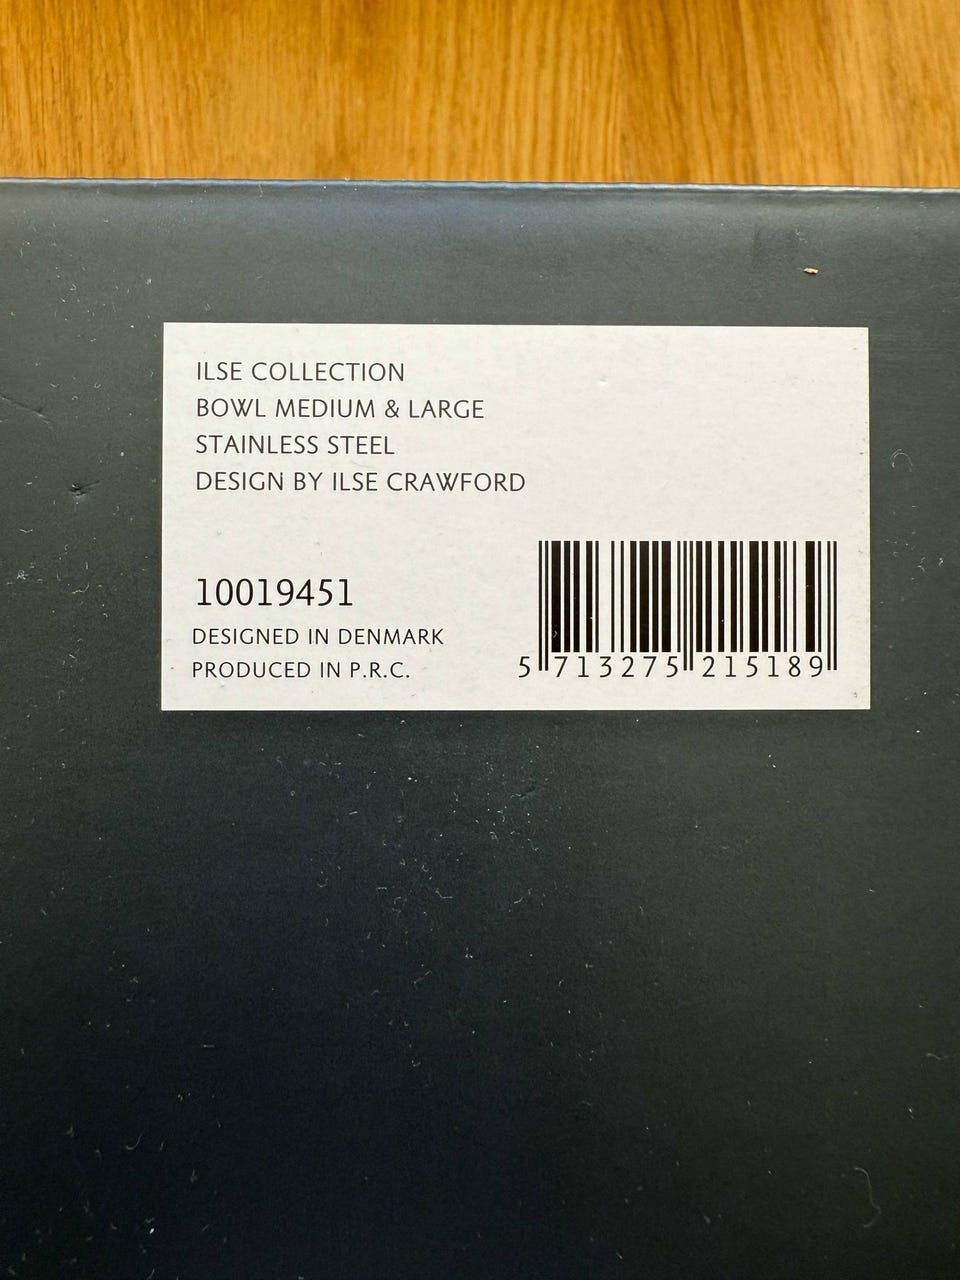 ILSE COLLECTION
BOWL MEDIUM & LARGE
STAINLESS STEEL
DESIGN BY ILSE CRAWFORD
10019451
DESIGNED IN DENMARK
PRODUCED IN P.R.C.
5 713275 215189